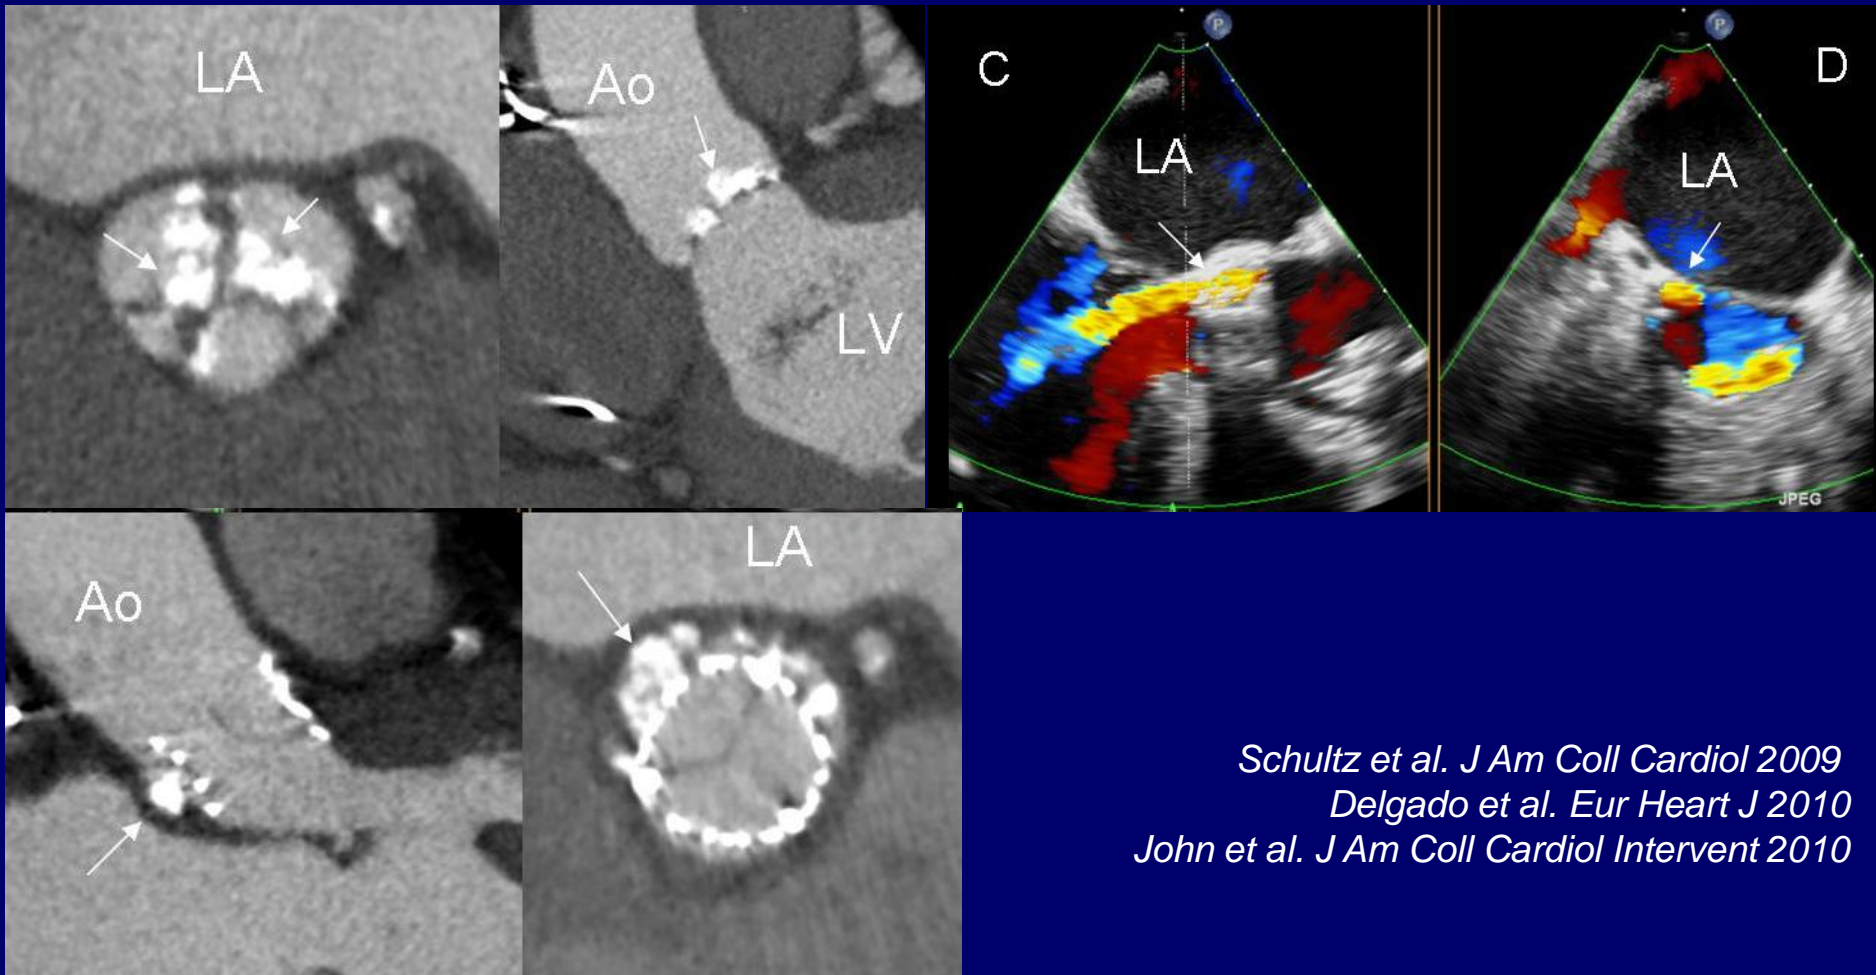 LA
Ao
LV
P
C
LA
P
D
LA
JPEG
Ao
LA
Schultz et al. J Am Coll Cardiol 2009
Delgado et al. Eur Heart J 2010
John et al. J Am Coll Cardiol Intervent 2010